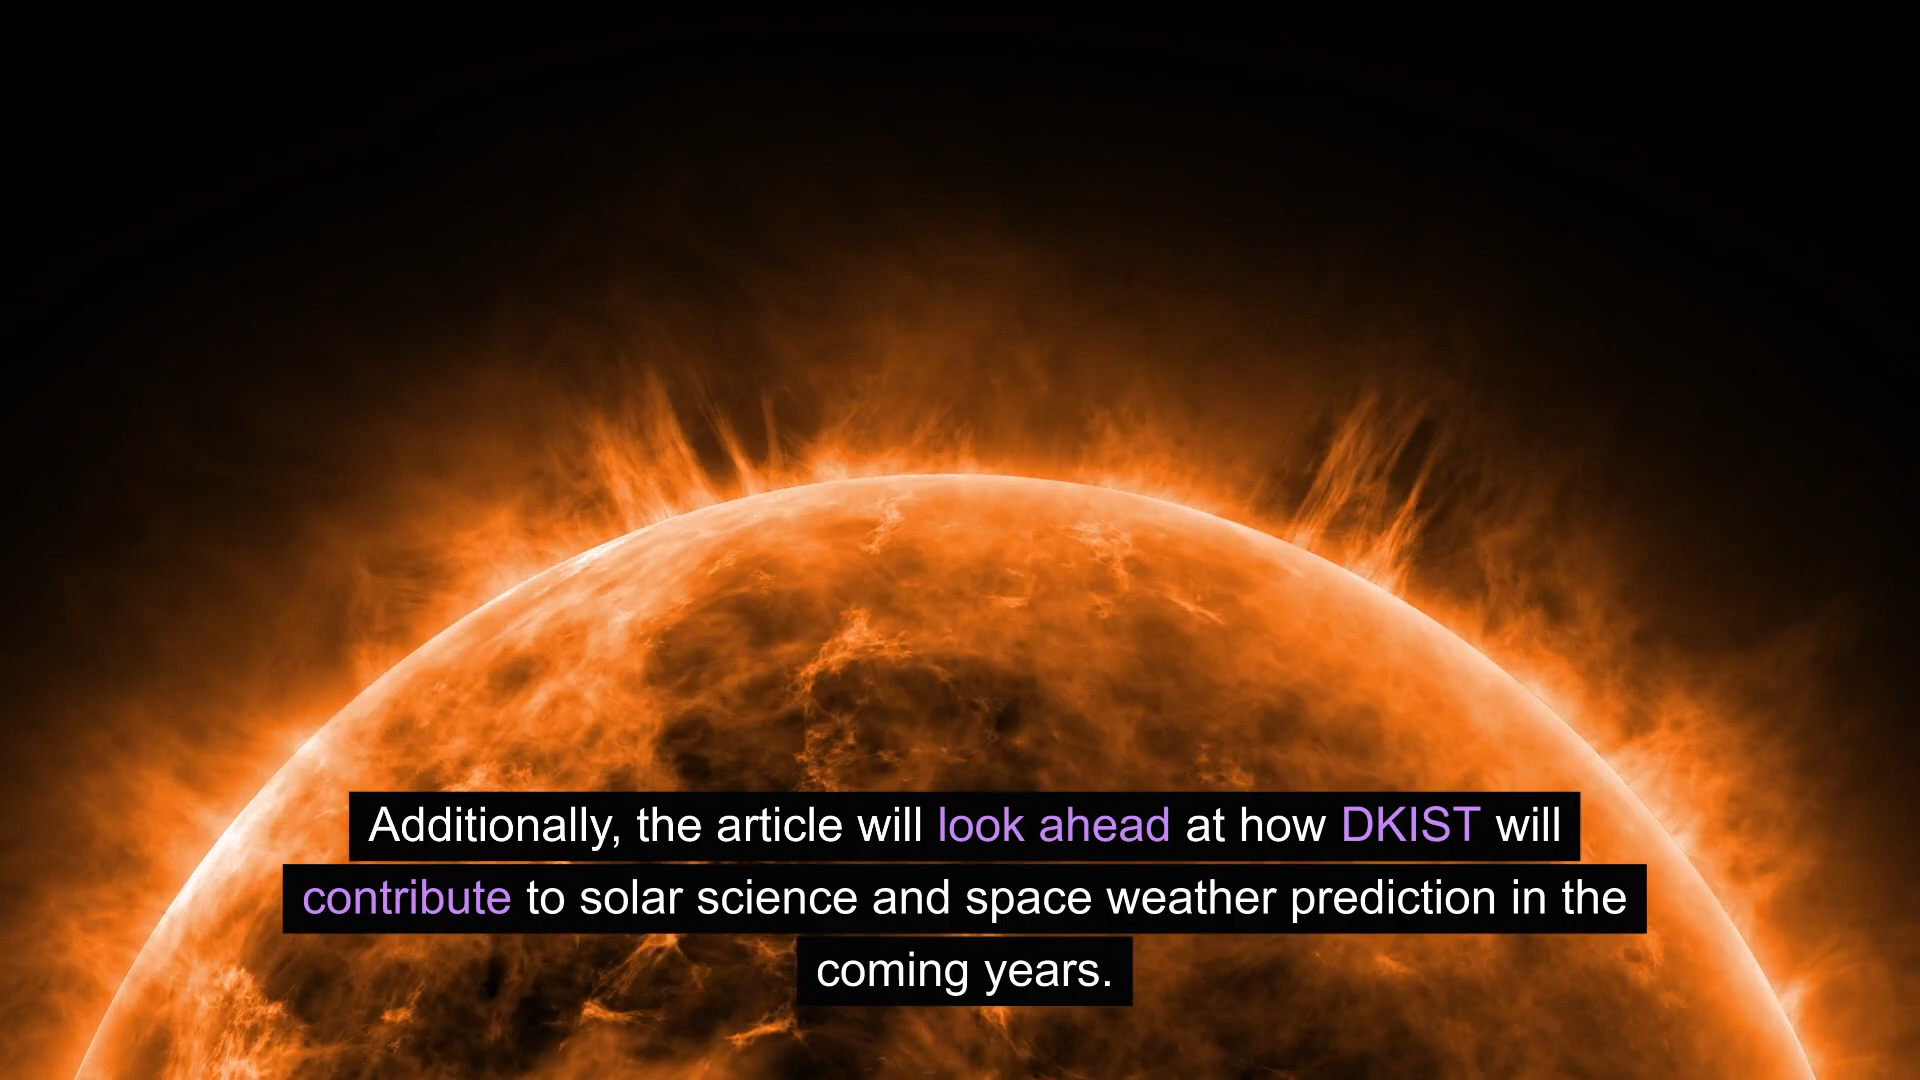 Additionally, the article will look ahead at how DKIST will
contribute to solar science and space weather prediction in the
coming years.